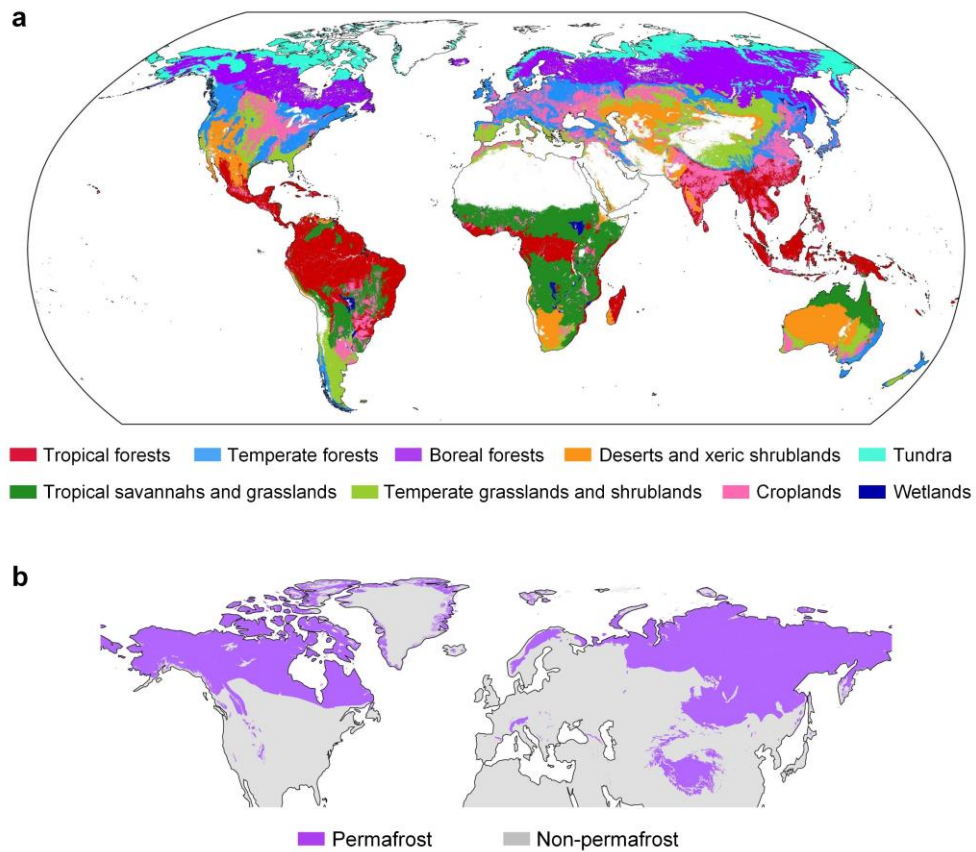 a
Tropical forests Temperate forests Boreal forests Deserts and xeric shrublands Tundra
Tropical savannahs and grasslands Temperate grasslands and shrublands Croplands Wetlands
b
Permafrost Non-permafrost